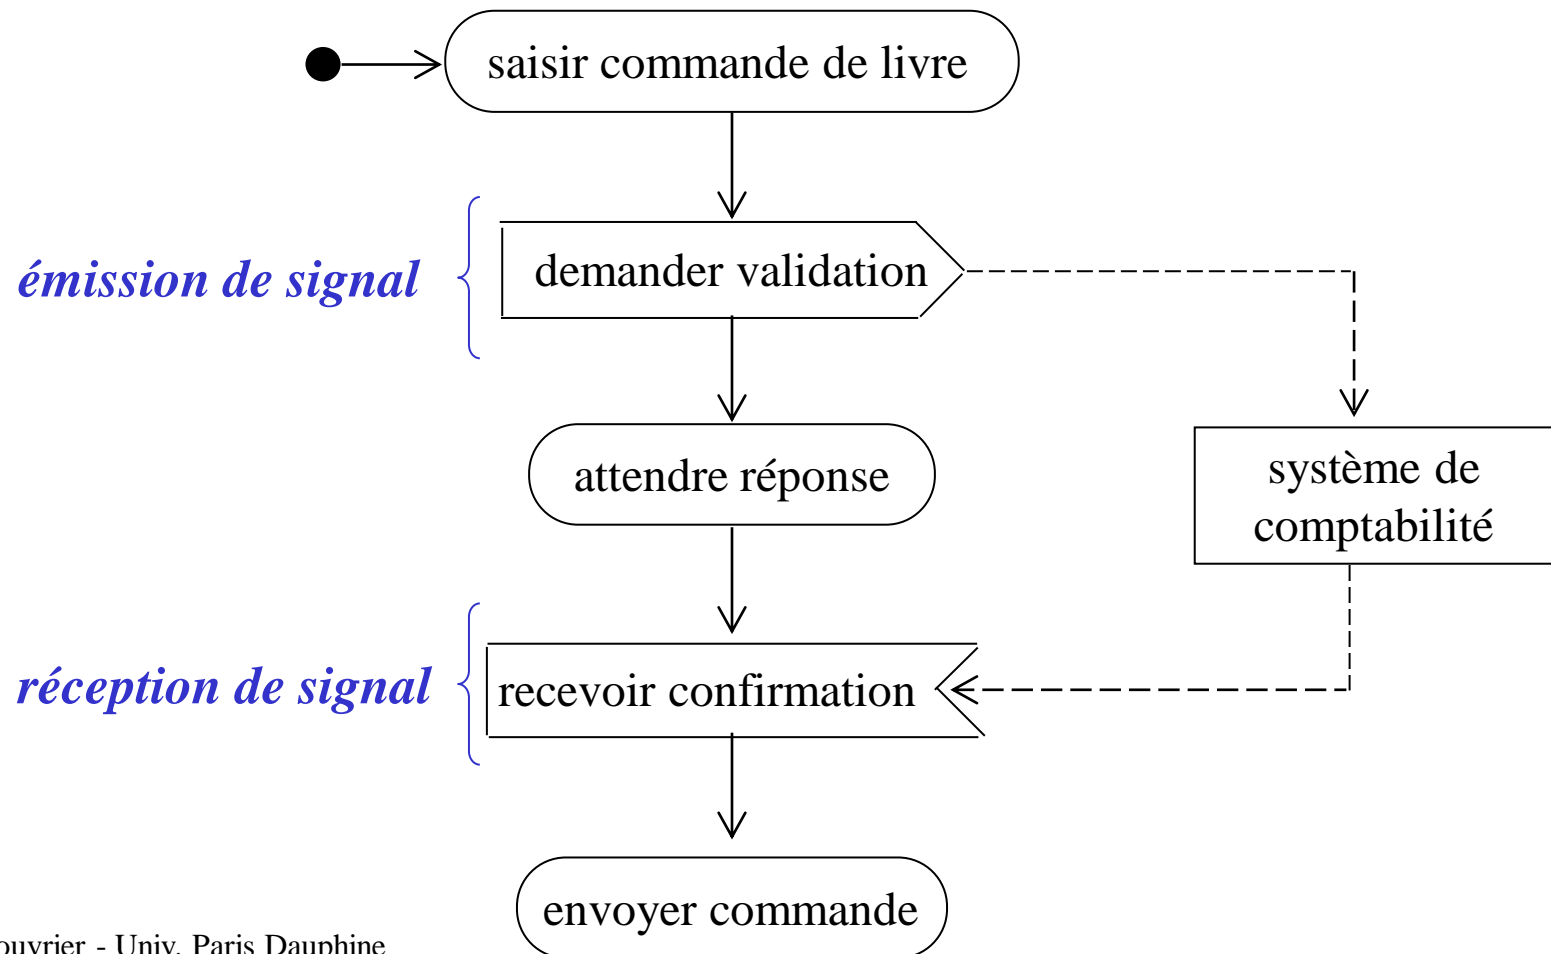 saisir commande de livre
émission de signal
demander validation
attendre réponse
système de
comptabilité
réception de signal
recevoir confirmation
envoyer commande
- Univ. Paris Dauphine